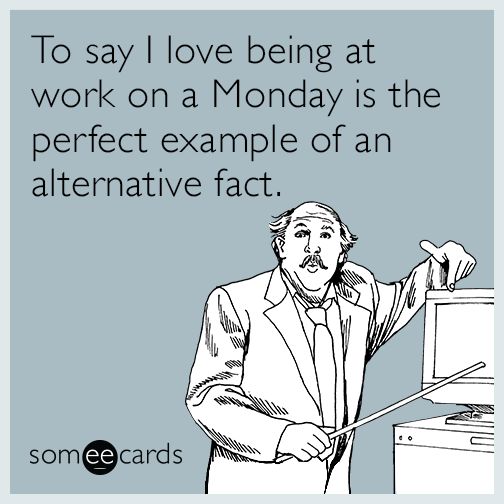 To say I love being at
work on a Monday is the
perfect example of an
alternative fact.
someecards